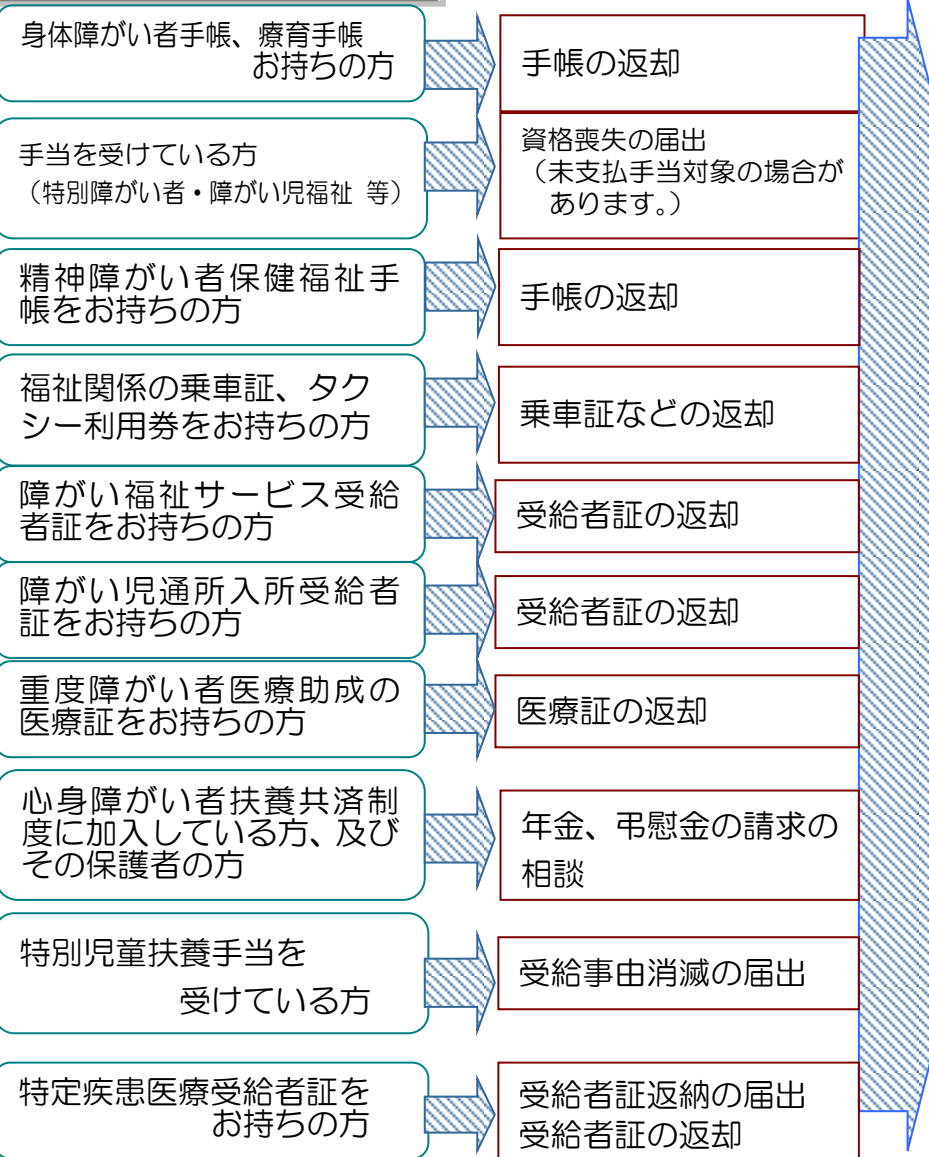 身体障がい者手帳、療育手帳
お持ちの方
手帳の返却
手当を受けている方
（特別障がい者・障がい児福祉 等）
資格喪失の届出
（未支払手当対象の場合が
あります。）
精神障がい者保健福祉手
帳をお持ちの方
手帳の返却
福祉関係の乗車証、タク
シー利用券をお持ちの方
乗車証などの返却
障がい福祉サービス受給
者証をお持ちの方
受給者証の返却
障がい児通所入所受給者
証をお持ちの方
受給者証の返却
重度障がい者医療助成の
医療証をお持ちの方
医療証の返却
心身障がい者扶養共済制
度に加入している方、及び
その保護者の方
年金、弔慰金の請求の
相談
特別児童扶養手当を
受けている方
受給事由消滅の届出
特定疾患医療受給者証を
お持ちの方
受給者証返納の届出
受給者証の返却